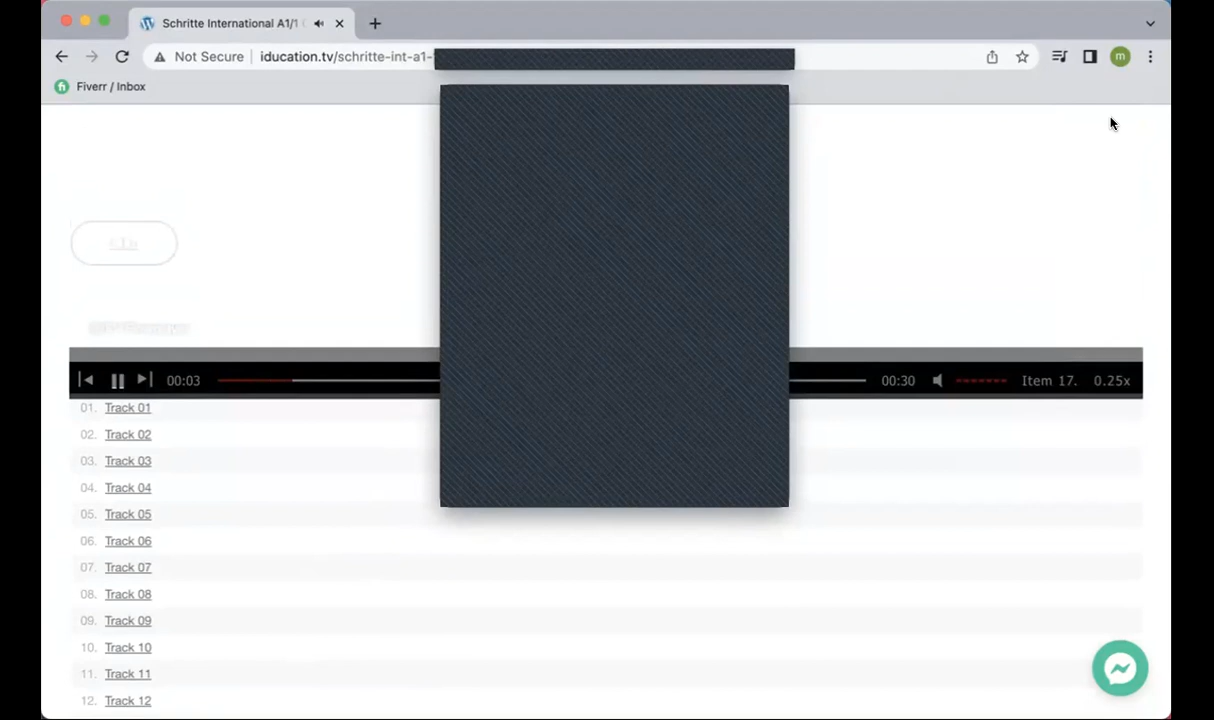 Schritte International A1/1
Not Secure
iducation.tv/schritte-int-a1-
m
Fiverr / Inbox
00:03
00:30
Item 17.
0.25x
01. Track 01
02. Track 02
03. Track 03
04. Track 04
05. Track 05
06. Track 06
07. Track 07
08. Track 08
09. Track 09
10. Track 10
11. Track 11
12. Track 12